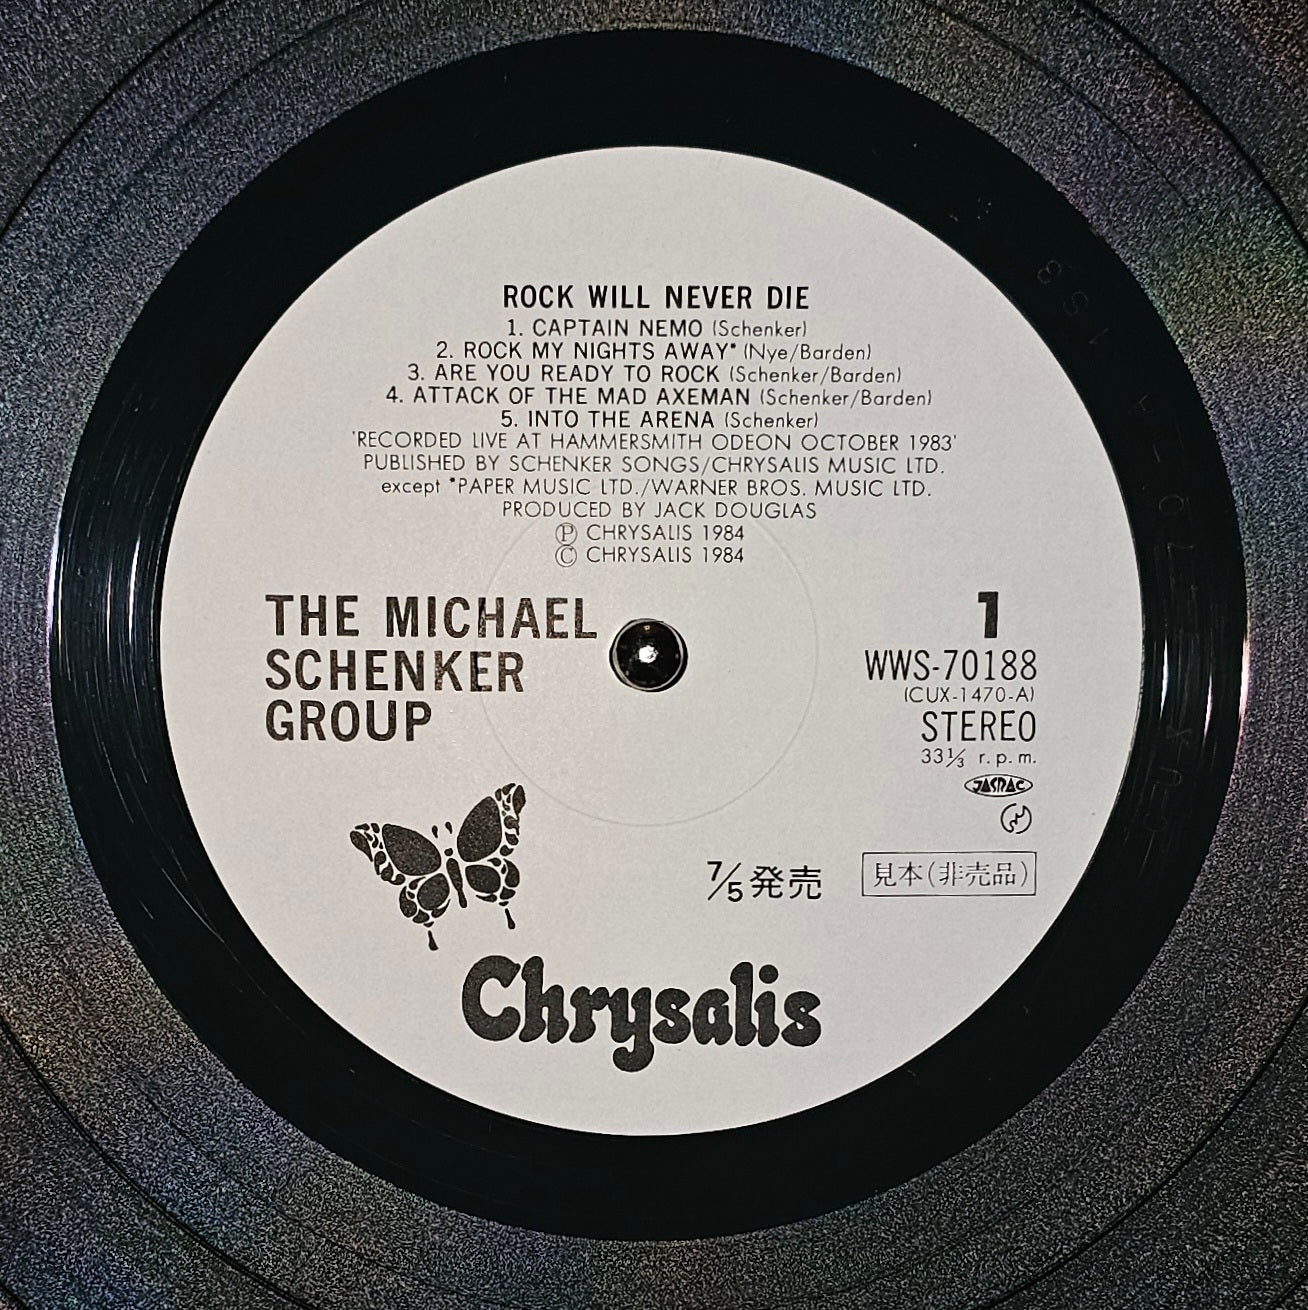 ROCK WILL NEVER DIE
1. CAPTAIN NEMO (Schenker)
2. ROCK MY NIGHTS AWAY* (Nye/Barden)
3. ARE YOU READY TO ROCK (Schenker/Barden)
4. ATTACK OF THE MAD AXEMAN (Schenker/Barden)
5. INTO THE ARENA (Schenker)
'RECORDED LIVE AT HAMMERSMITH ODEON OCTOBER 1983'
PUBLISHED BY SCHENKER SONGS/CHRYSALIS MUSIC LTD.
except *PAPER MUSIC LTD./WARNER BROS. MUSIC LTD.
PRODUCED BY JACK DOUGLAS
Ⓟ CHRYSALIS 1984
© CHRYSALIS 1984
THE MICHAEL
SCHENKER
GROUP
1
WWS-70188
(CUX-1470-A)
STEREO
33⅓ r.p.m.
JASRAC
7/5発売
見本(非売品)
Chrysalis